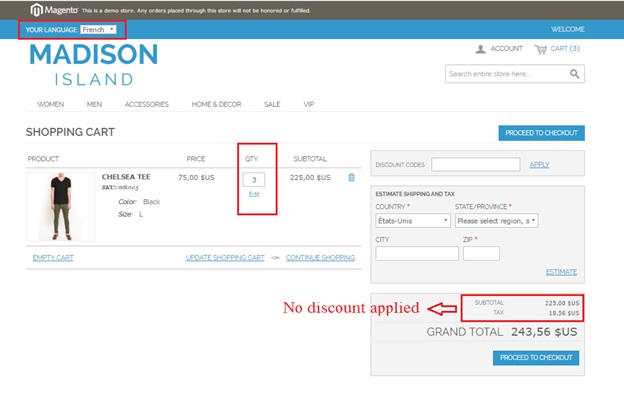 Magento This is a demo store. Any orders placed through this store will not be honored or fulfilled.
YOUR LANGUAGE: French WELCOME
MADISON
ISLAND
ACCOUNT CART (3)
Search entire store here...
WOMEN MEN ACCESSORIES HOME & DECOR SALE VIP
SHOPPING CART PROCEED TO CHECKOUT
PRODUCT PRICE QTY SUBTOTAL
CHELSEA TEE 75,00 $US 3 225,00 $US
Edit
Color: Black
Size: L
EMPTY CART UPDATE SHOPPING CART -or- CONTINUE SHOPPING
DISCOUNT CODES APPLY
ESTIMATE SHIPPING AND TAX
COUNTRY * STATE/PROVINCE *
États-Unis Please select region, s
CITY ZIP *
ESTIMATE
No discount applied
SUBTOTAL 225,00 $US
TAX 18,56 $US
GRAND TOTAL 243,56 $US
PROCEED TO CHECKOUT